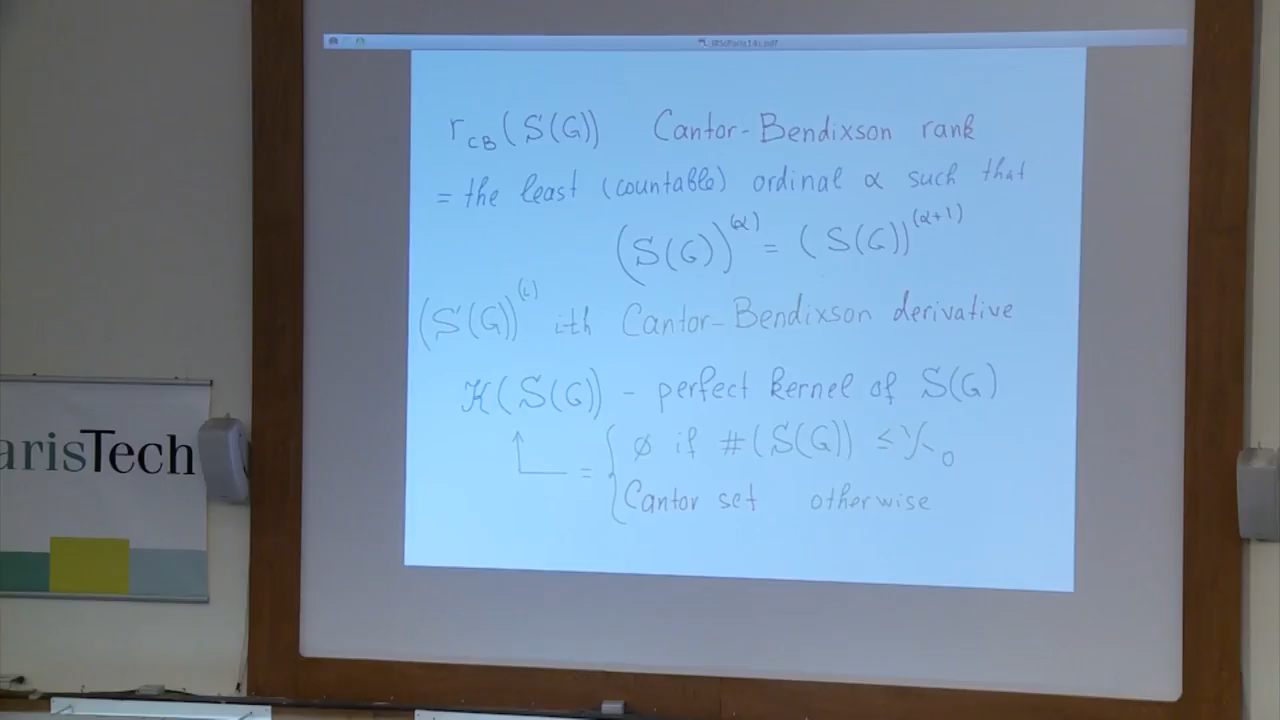 r_CB (S(G)) Cantor-Bendixson rank
= the least (countable) ordinal α such that
(S(G))^(α) = (S(G))^(α+1)
(S(G))^(i) ith Cantor-Bendixson derivative
K(S(G)) - perfect kernel of S(G)
= { ∅ if #(S(G)) ≤ ℵ_0
Cantor set otherwise
arisTech